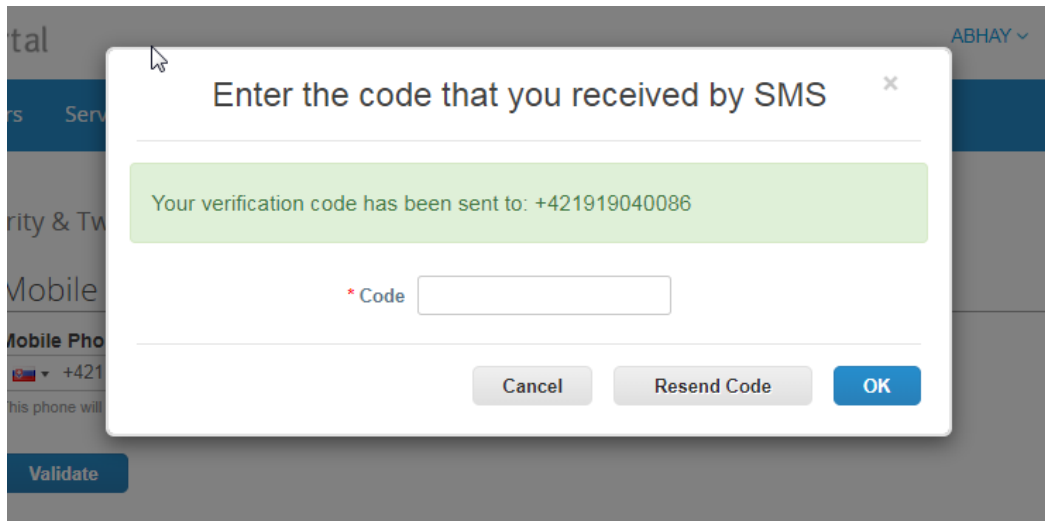 rtal
ABHAY
Enter the code that you received by SMS
×
rs Serv
Your verification code has been sent to: +421919040086
rity & Tw
Mobile
* Code
Mobile Pho
+421
This phone will
Cancel Resend Code OK
Validate